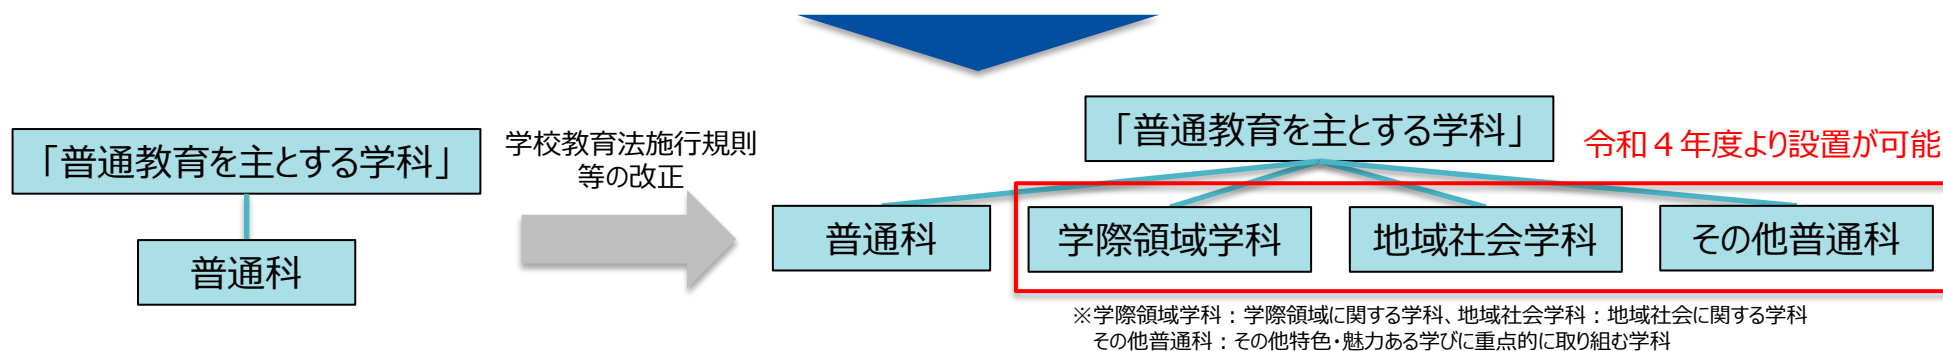 「普通教育を主とする学科」
普通科
学校教育法施行規則
等の改正
「普通教育を主とする学科」
令和４年度より設置が可能
普通科
学際領域学科
地域社会学科
その他普通科
※学際領域学科：学際領域に関する学科、地域社会学科：地域社会に関する学科
その他普通科：その他特色・魅力ある学びに重点的に取り組む学科